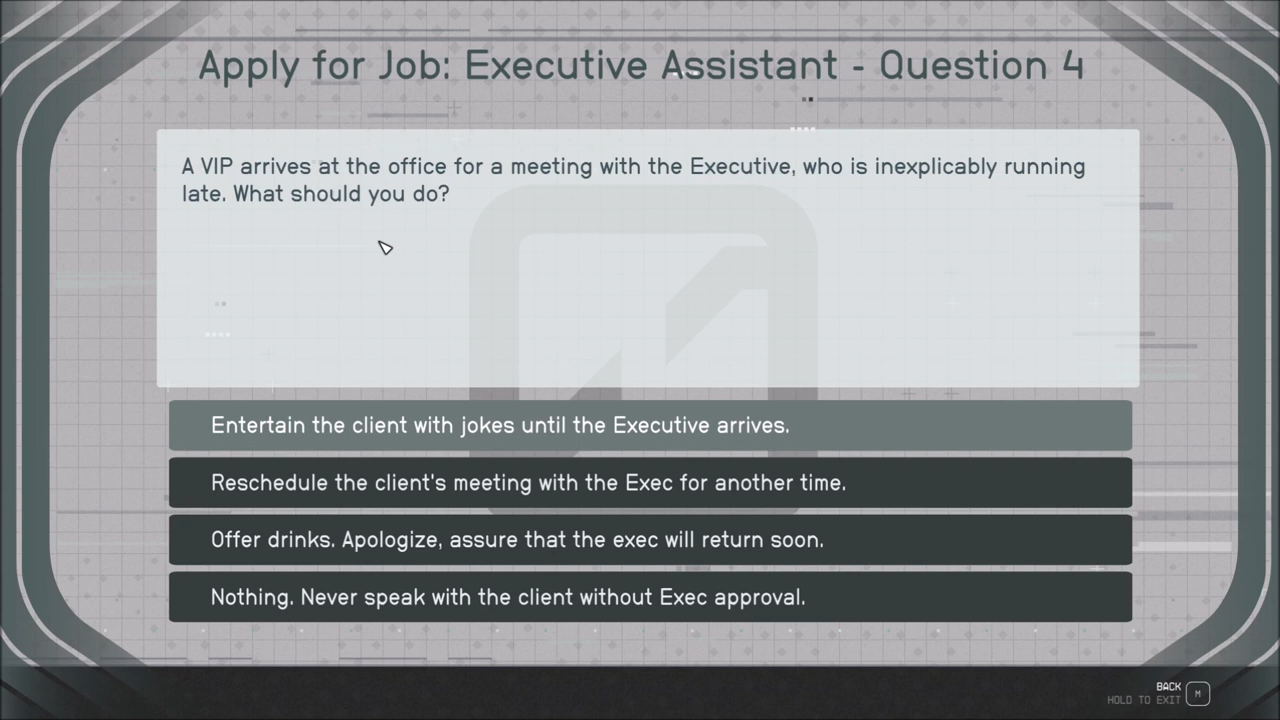 Apply for Job: Executive Assistant - Question 4
A VIP arrives at the office for a meeting with the Executive, who is inexplicably running
late. What should you do?
Entertain the client with jokes until the Executive arrives.
Reschedule the client's meeting with the Exec for another time.
Offer drinks. Apologize, assure that the exec will return soon.
Nothing. Never speak with the client without Exec approval.
BACK
HOLD TO EXIT
M